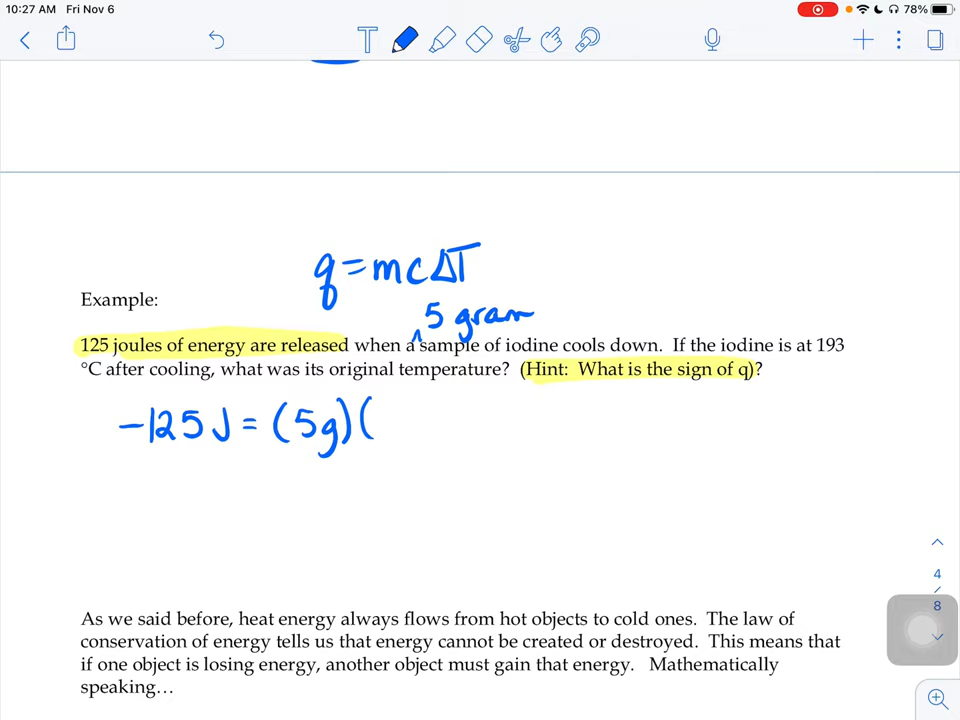 10:27 AM Fri Nov 6
78%
T
q = mcΔT
Example:
5 gram
125 joules of energy are released when a ^ sample of iodine cools down. If the iodine is at 193
°C after cooling, what was its original temperature? (Hint: What is the sign of q)?
-125 J = (5g)(
4
/
8
As we said before, heat energy always flows from hot objects to cold ones. The law of
conservation of energy tells us that energy cannot be created or destroyed. This means that
if one object is losing energy, another object must gain that energy. Mathematically
speaking…